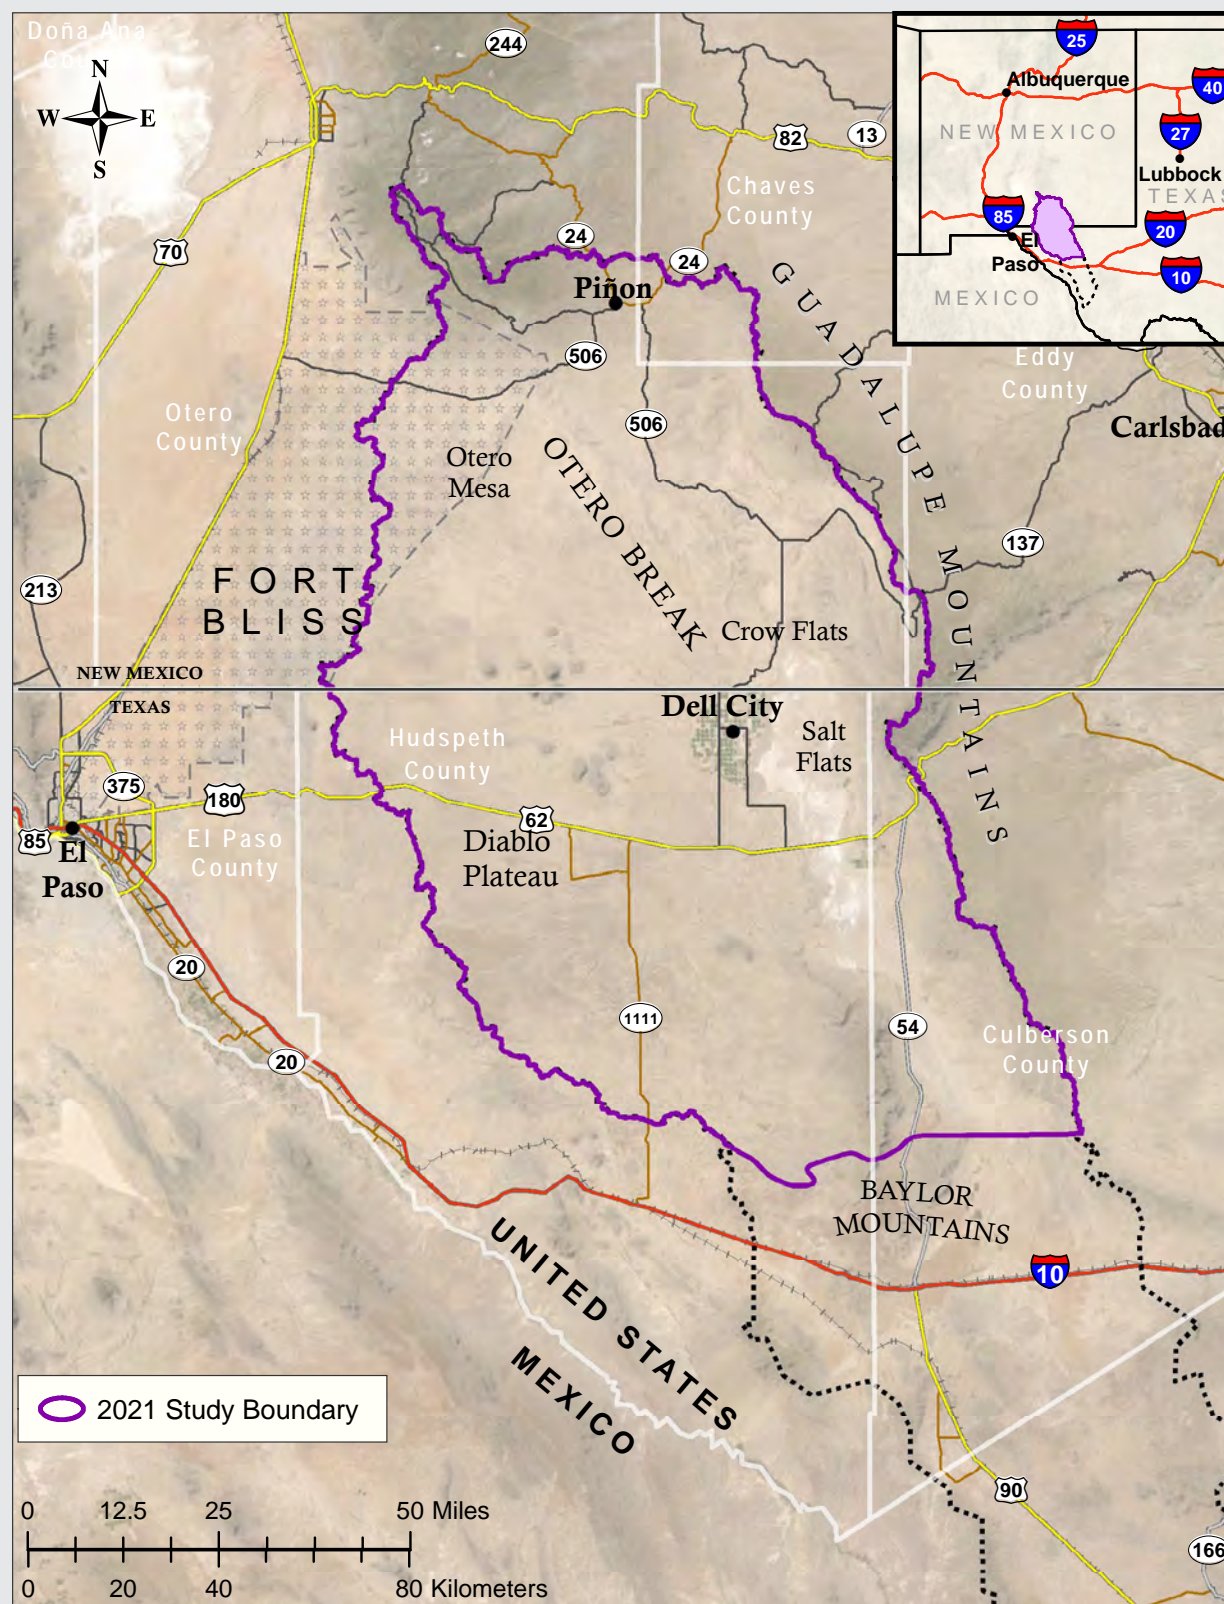 Doña Ana
County
N
W E
S
244
82
13
70
Chaves
County
24
24
Piñon
506
506
Otero
County
Otero
Mesa
OTERO BREAK
GUADALUPE MOUNTAINS
Eddy
County
Carlsbad
137
213
FORT
BLISS
Crow Flats
NEW MEXICO
TEXAS
Dell City
Salt
Flats
Hudspeth
County
375
180
62
85
El
Paso
El Paso
County
Diablo
Plateau
20
20
1111
54
Culberson
County
BAYLOR
MOUNTAINS
10
UNITED STATES
MEXICO
90
166
2021 Study Boundary
0 12.5 25 50 Miles
0 20 40 80 Kilometers
25
Albuquerque
40
NEW MEXICO
27
Lubbock
TEXAS
85
El
Paso
20
10
MEXICO